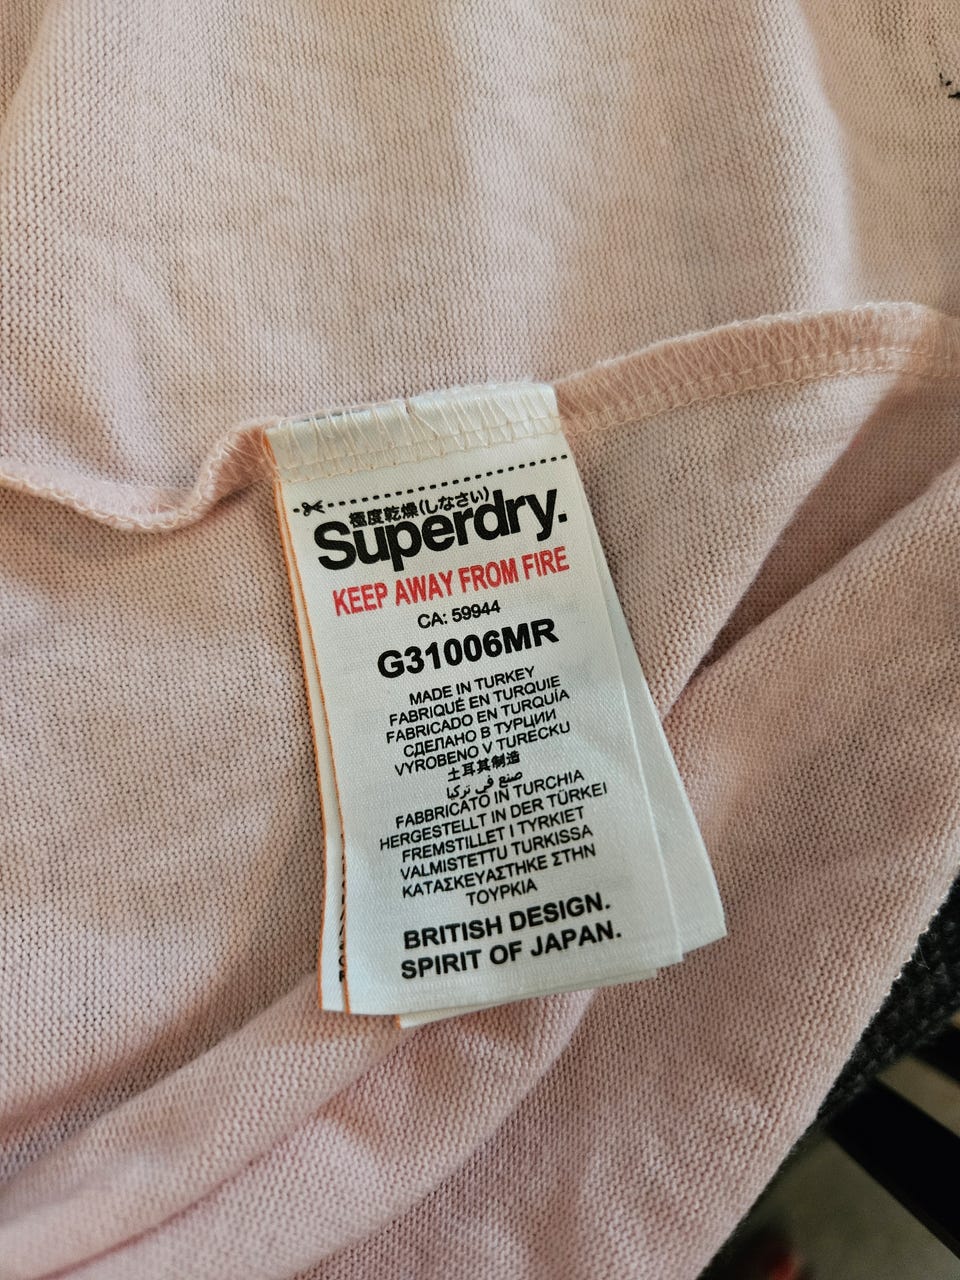 極度乾燥(しなさい)
Superdry.
KEEP AWAY FROM FIRE
CA: 59944
G31006MR
MADE IN TURKEY
FABRIQUÉ EN TURQUIE
FABRICADO EN TURQUÍA
СДЕЛАНО В ТУРЦИИ
VYROBENO V TURECKU
土耳其制造
صنع في تركيا
FABBRICATO IN TURCHIA
HERGESTELLT IN DER TÜRKEI
FREMSTILLET I TYRKIET
VALMISTETTU TURKISSA
ΚΑΤΑΣΚΕΥΑΣΤΗΚΕ ΣΤΗΝ
ΤΟΥΡΚΙΑ
BRITISH DESIGN.
SPIRIT OF JAPAN.